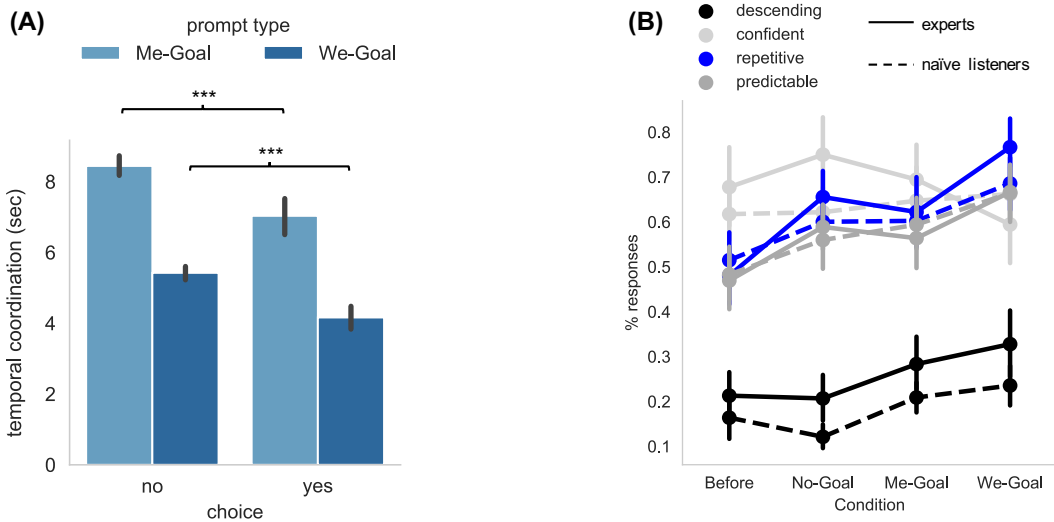 (A)
prompt type
Me-Goal We-Goal
***
***
8
6
4
2
0
temporal coordination (sec)
no yes
choice
(B)
descending
confident
repetitive
predictable
experts
naïve listeners
0.8
0.7
0.6
0.5
0.4
0.3
0.2
0.1
% responses
Before No-Goal Me-Goal We-Goal
Condition